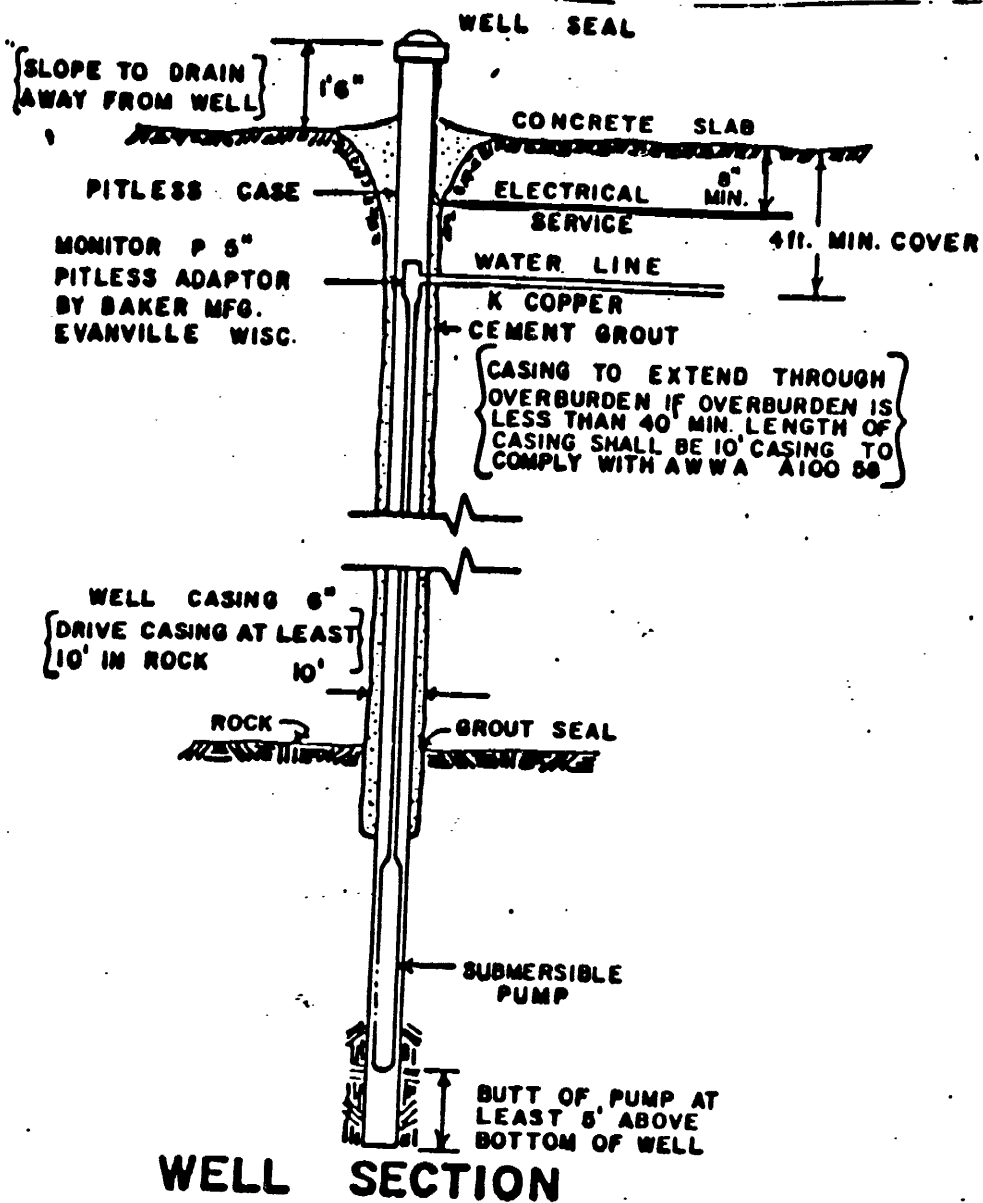 WELL SEAL
SLOPE TO DRAIN
AWAY FROM WELL
1'6"
CONCRETE SLAB
PITLESS CASE
ELECTRICAL
SERVICE
8"
MIN.
4ft. MIN. COVER
MONITOR P 5"
PITLESS ADAPTOR
BY BAKER MFG.
EVANVILLE WISC.
WATER LINE
K COPPER
CEMENT GROUT
CASING TO EXTEND THROUGH
OVERBURDEN IF OVERBURDEN IS
LESS THAN 40' MIN. LENGTH OF
CASING SHALL BE 10' CASING TO
COMPLY WITH AWWA A100 58
WELL CASING 6"
DRIVE CASING AT LEAST
10' IN ROCK
10'
ROCK
GROUT SEAL
SUBMERSIBLE
PUMP
BUTT OF PUMP AT
LEAST 5' ABOVE
BOTTOM OF WELL
WELL SECTION